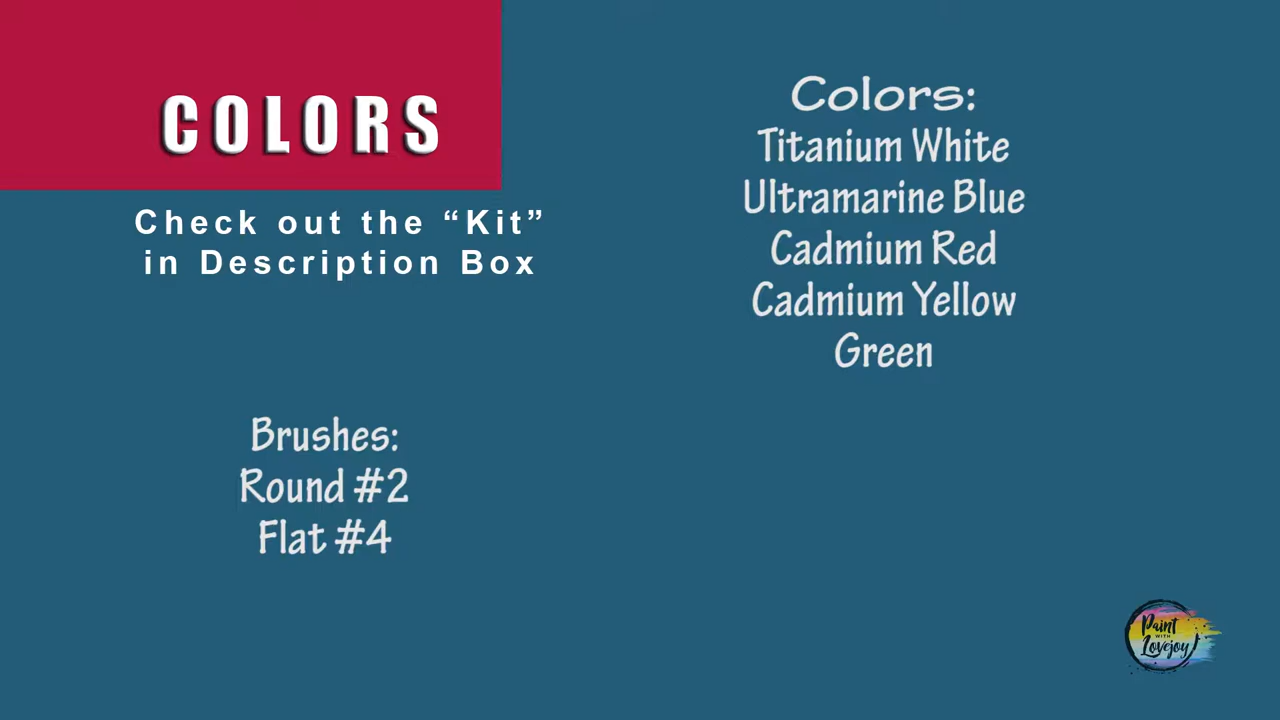 COLORS
Check out the “Kit”
in Description Box
Brushes:
Round #2
Flat #4
Colors:
Titanium White
Ultramarine Blue
Cadmium Red
Cadmium Yellow
Green
Paint
WITH
Lovejoy